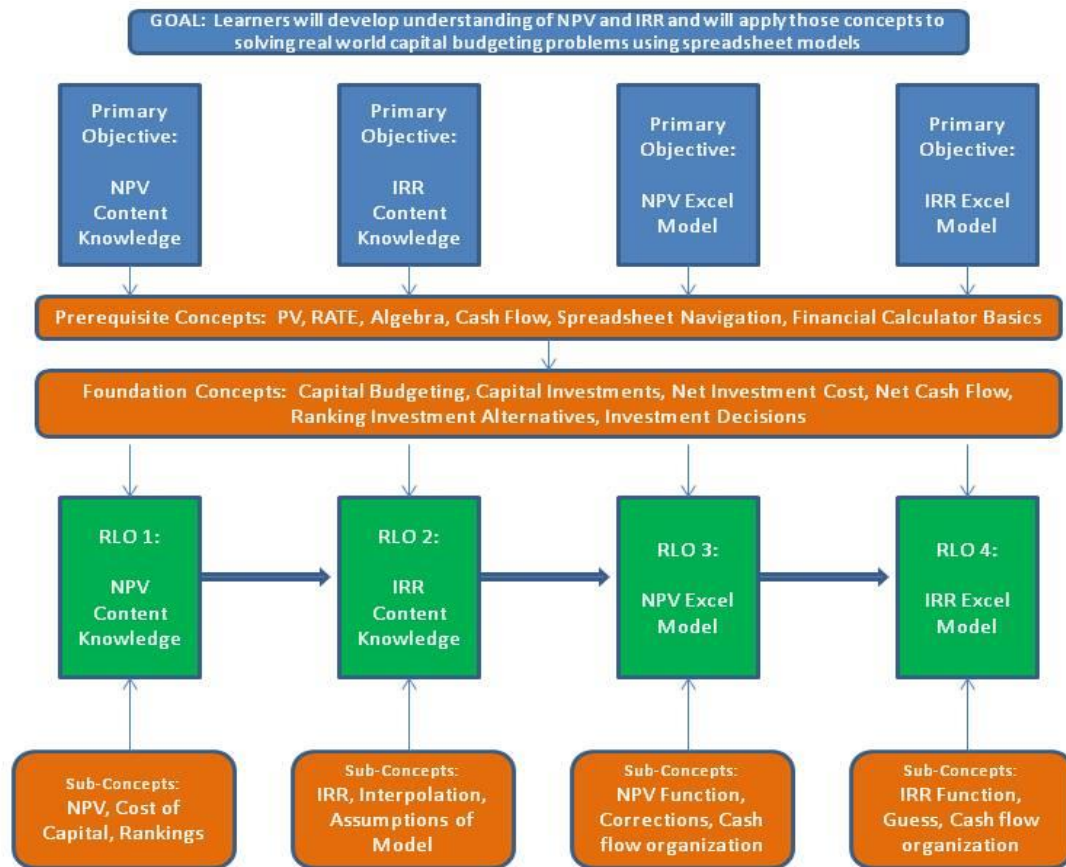 GOAL: Learners will develop understanding of NPV and IRR and will apply those concepts to
solving real world capital budgeting problems using spreadsheet models
Primary
Objective:
NPV
Content
Knowledge
Primary
Objective:
IRR
Content
Knowledge
Primary
Objective:
NPV Excel
Model
Primary
Objective:
IRR Excel
Model
Prerequisite Concepts: PV, RATE, Algebra, Cash Flow, Spreadsheet Navigation, Financial Calculator Basics
Foundation Concepts: Capital Budgeting, Capital Investments, Net Investment Cost, Net Cash Flow,
Ranking Investment Alternatives, Investment Decisions
RLO 1:
NPV
Content
Knowledge
RLO 2:
IRR
Content
Knowledge
RLO 3:
NPV Excel
Model
RLO 4:
IRR Excel
Model
Sub-Concepts:
NPV, Cost of
Capital, Rankings
Sub-Concepts:
IRR, Interpolation,
Assumptions of
Model
Sub-Concepts:
NPV Function,
Corrections, Cash
flow organization
Sub-Concepts:
IRR Function,
Guess, Cash flow
organization